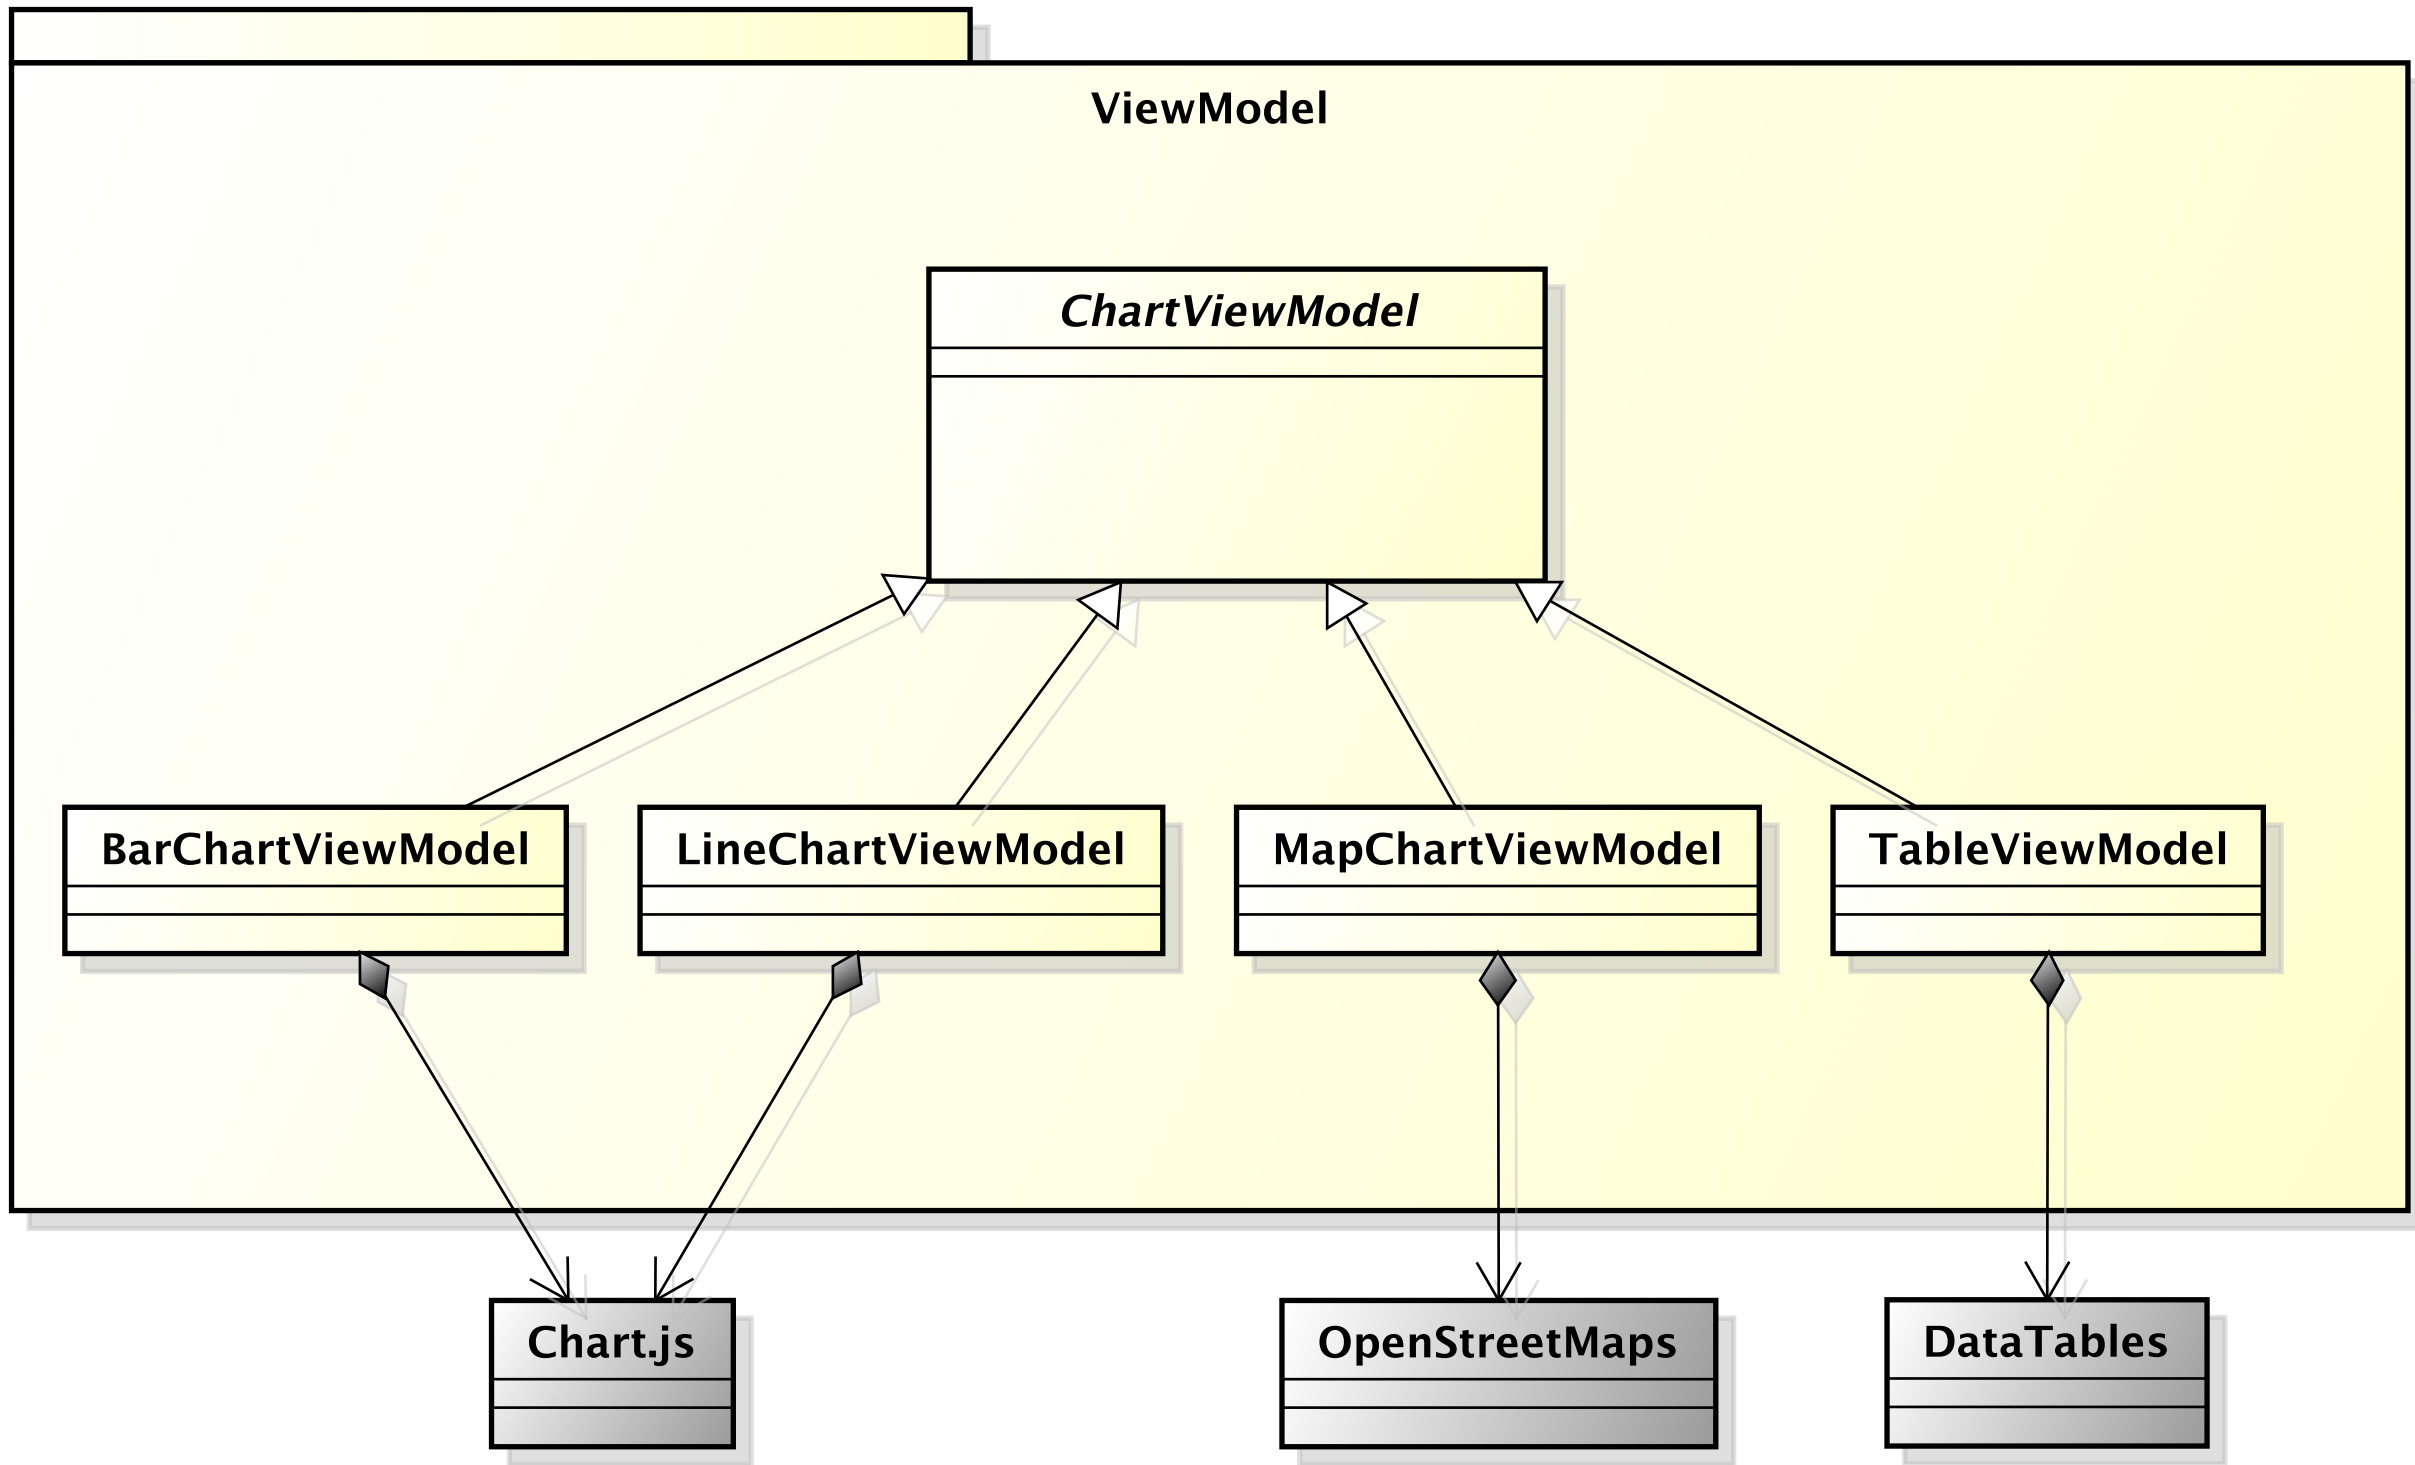 ViewModel
ChartViewModel
BarChartViewModel
LineChartViewModel
MapChartViewModel
TableViewModel
Chart.js
OpenStreetMaps
DataTables